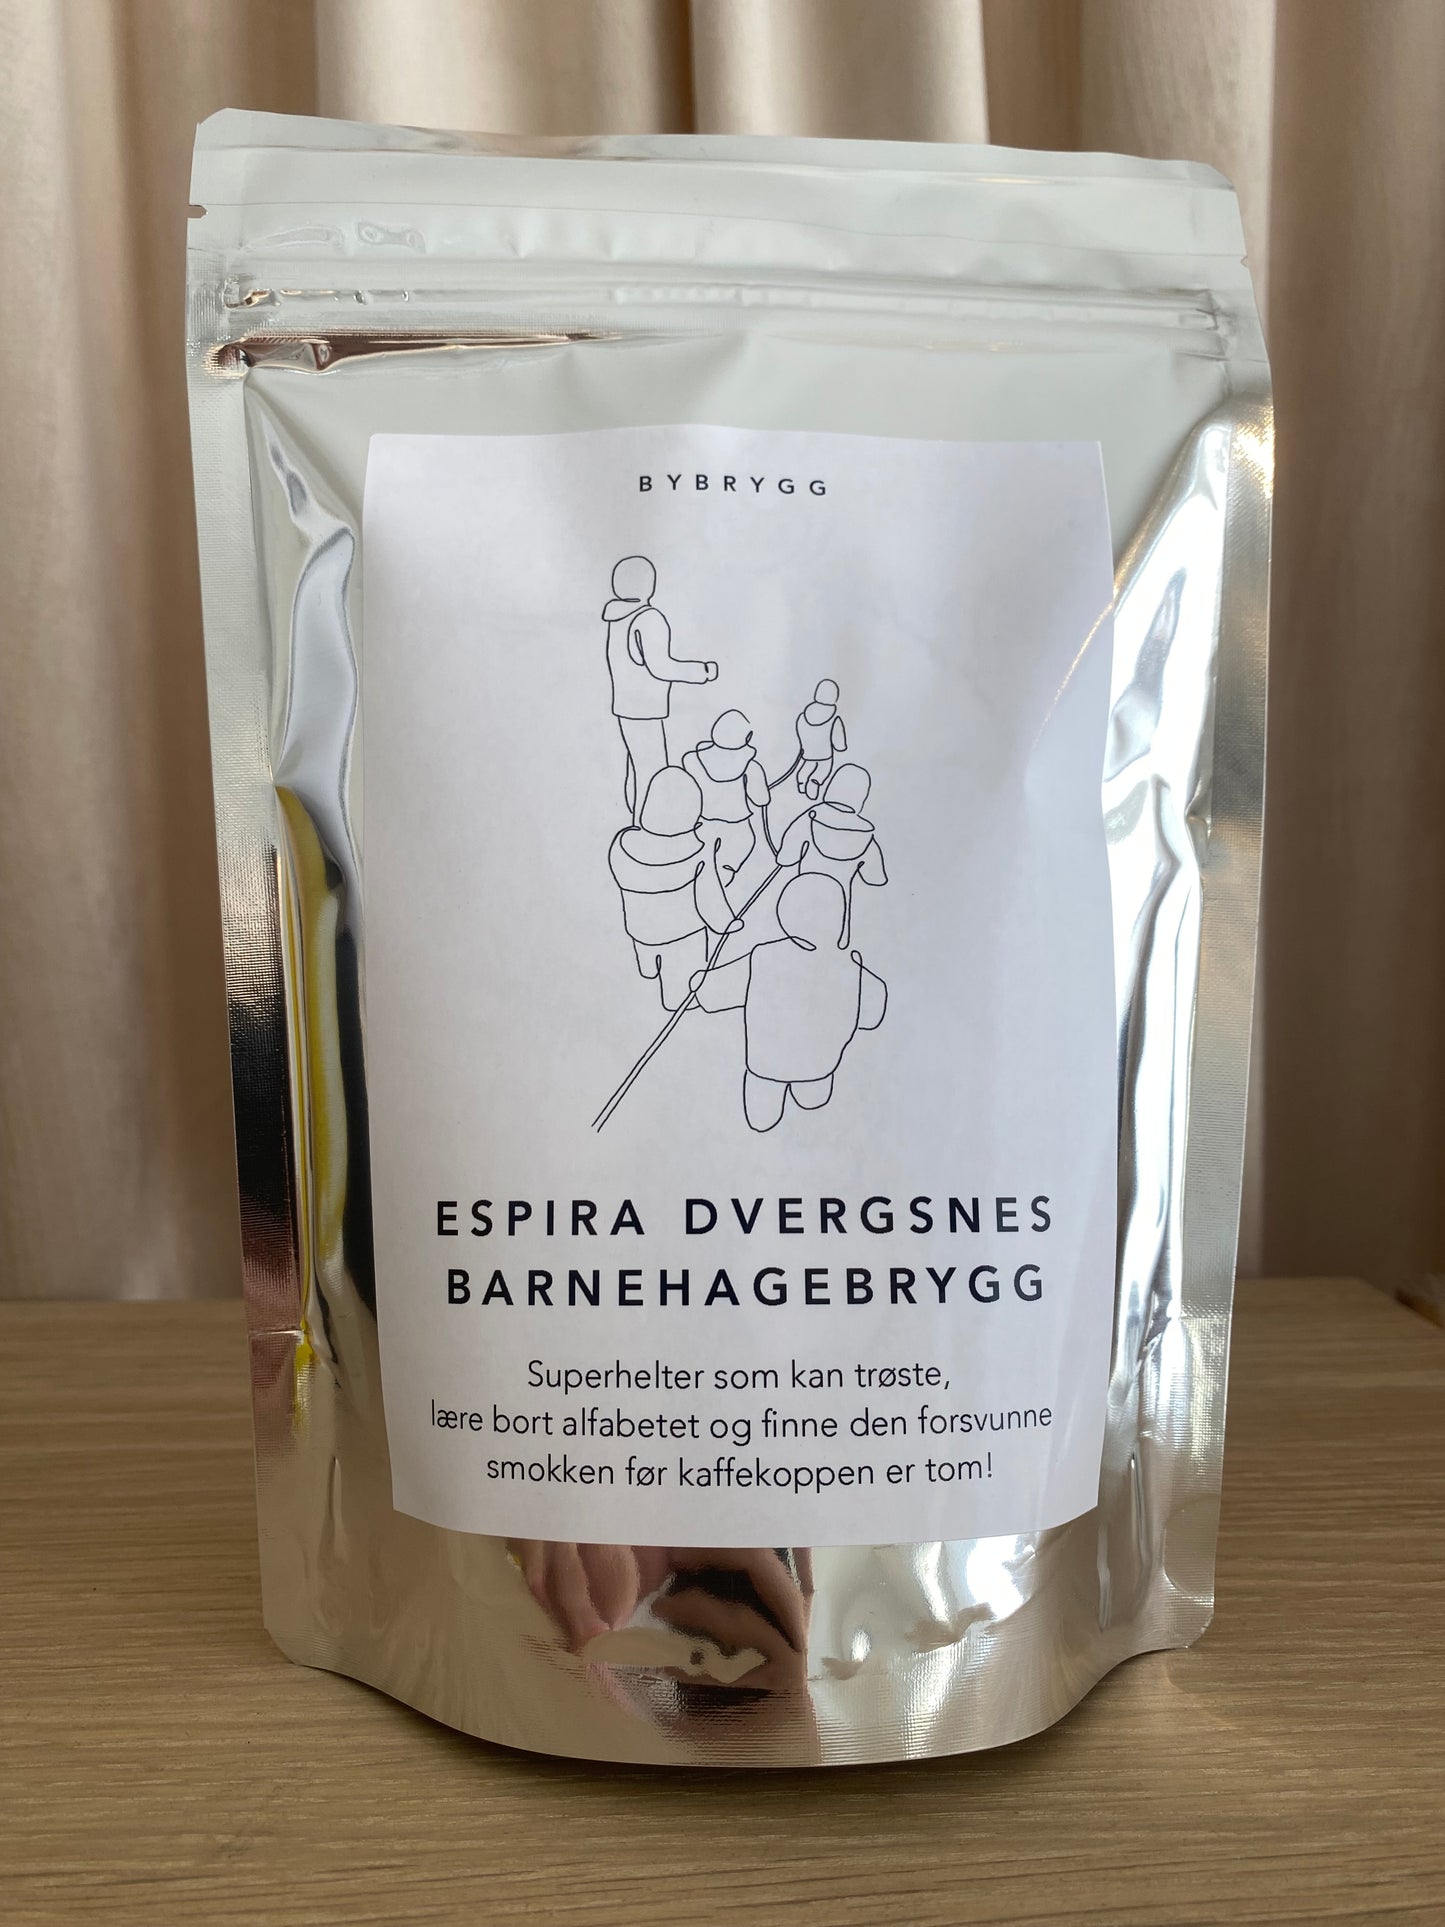 BYBRYGG
ESPIRA DVERGSNES
BARNEHAGEBRYGG
Superhelter som kan trøste,
lære bort alfabetet og finne den forsvunne
smokken før kaffekoppen er tom!